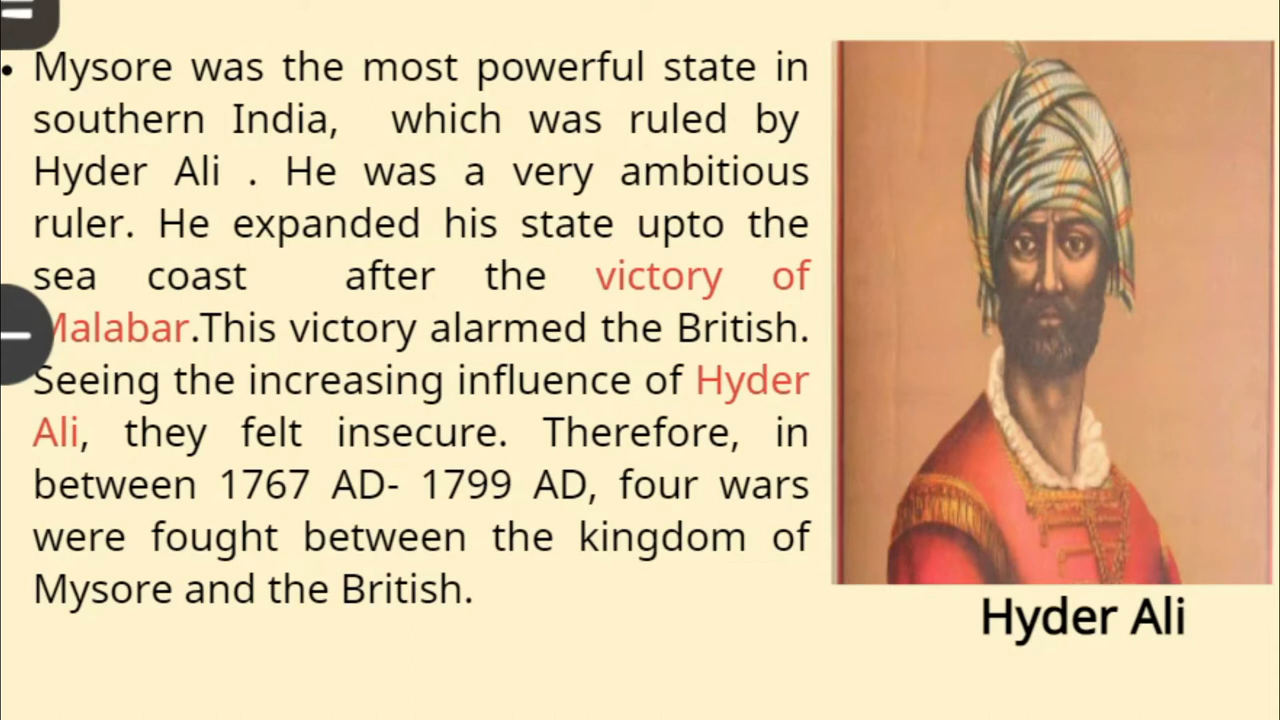 • Mysore was the most powerful state in
southern India, which was ruled by
Hyder Ali . He was a very ambitious
ruler. He expanded his state upto the
sea coast after the victory of
Malabar.This victory alarmed the British.
Seeing the increasing influence of Hyder
Ali, they felt insecure. Therefore, in
between 1767 AD- 1799 AD, four wars
were fought between the kingdom of
Mysore and the British.
Hyder Ali